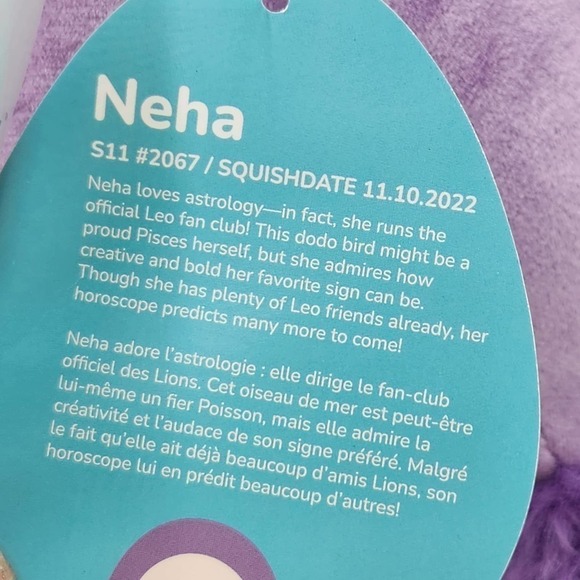 Neha
S11 #2067 / SQUISHDATE 11.10.2022
Neha loves astrology—in fact, she runs the
official Leo fan club! This dodo bird might be a
proud Pisces herself, but she admires how
creative and bold her favorite sign can be.
Though she has plenty of Leo friends already, her
horoscope predicts many more to come!
Neha adore l'astrologie : elle dirige le fan-club
officiel des Lions. Cet oiseau de mer est peut-être
lui-même un fier Poisson, mais elle admire la
créativité et l'audace de son signe préféré. Malgré
le fait qu'elle ait déjà beaucoup d'amis Lions, son
horoscope lui en prédit beaucoup d'autres!